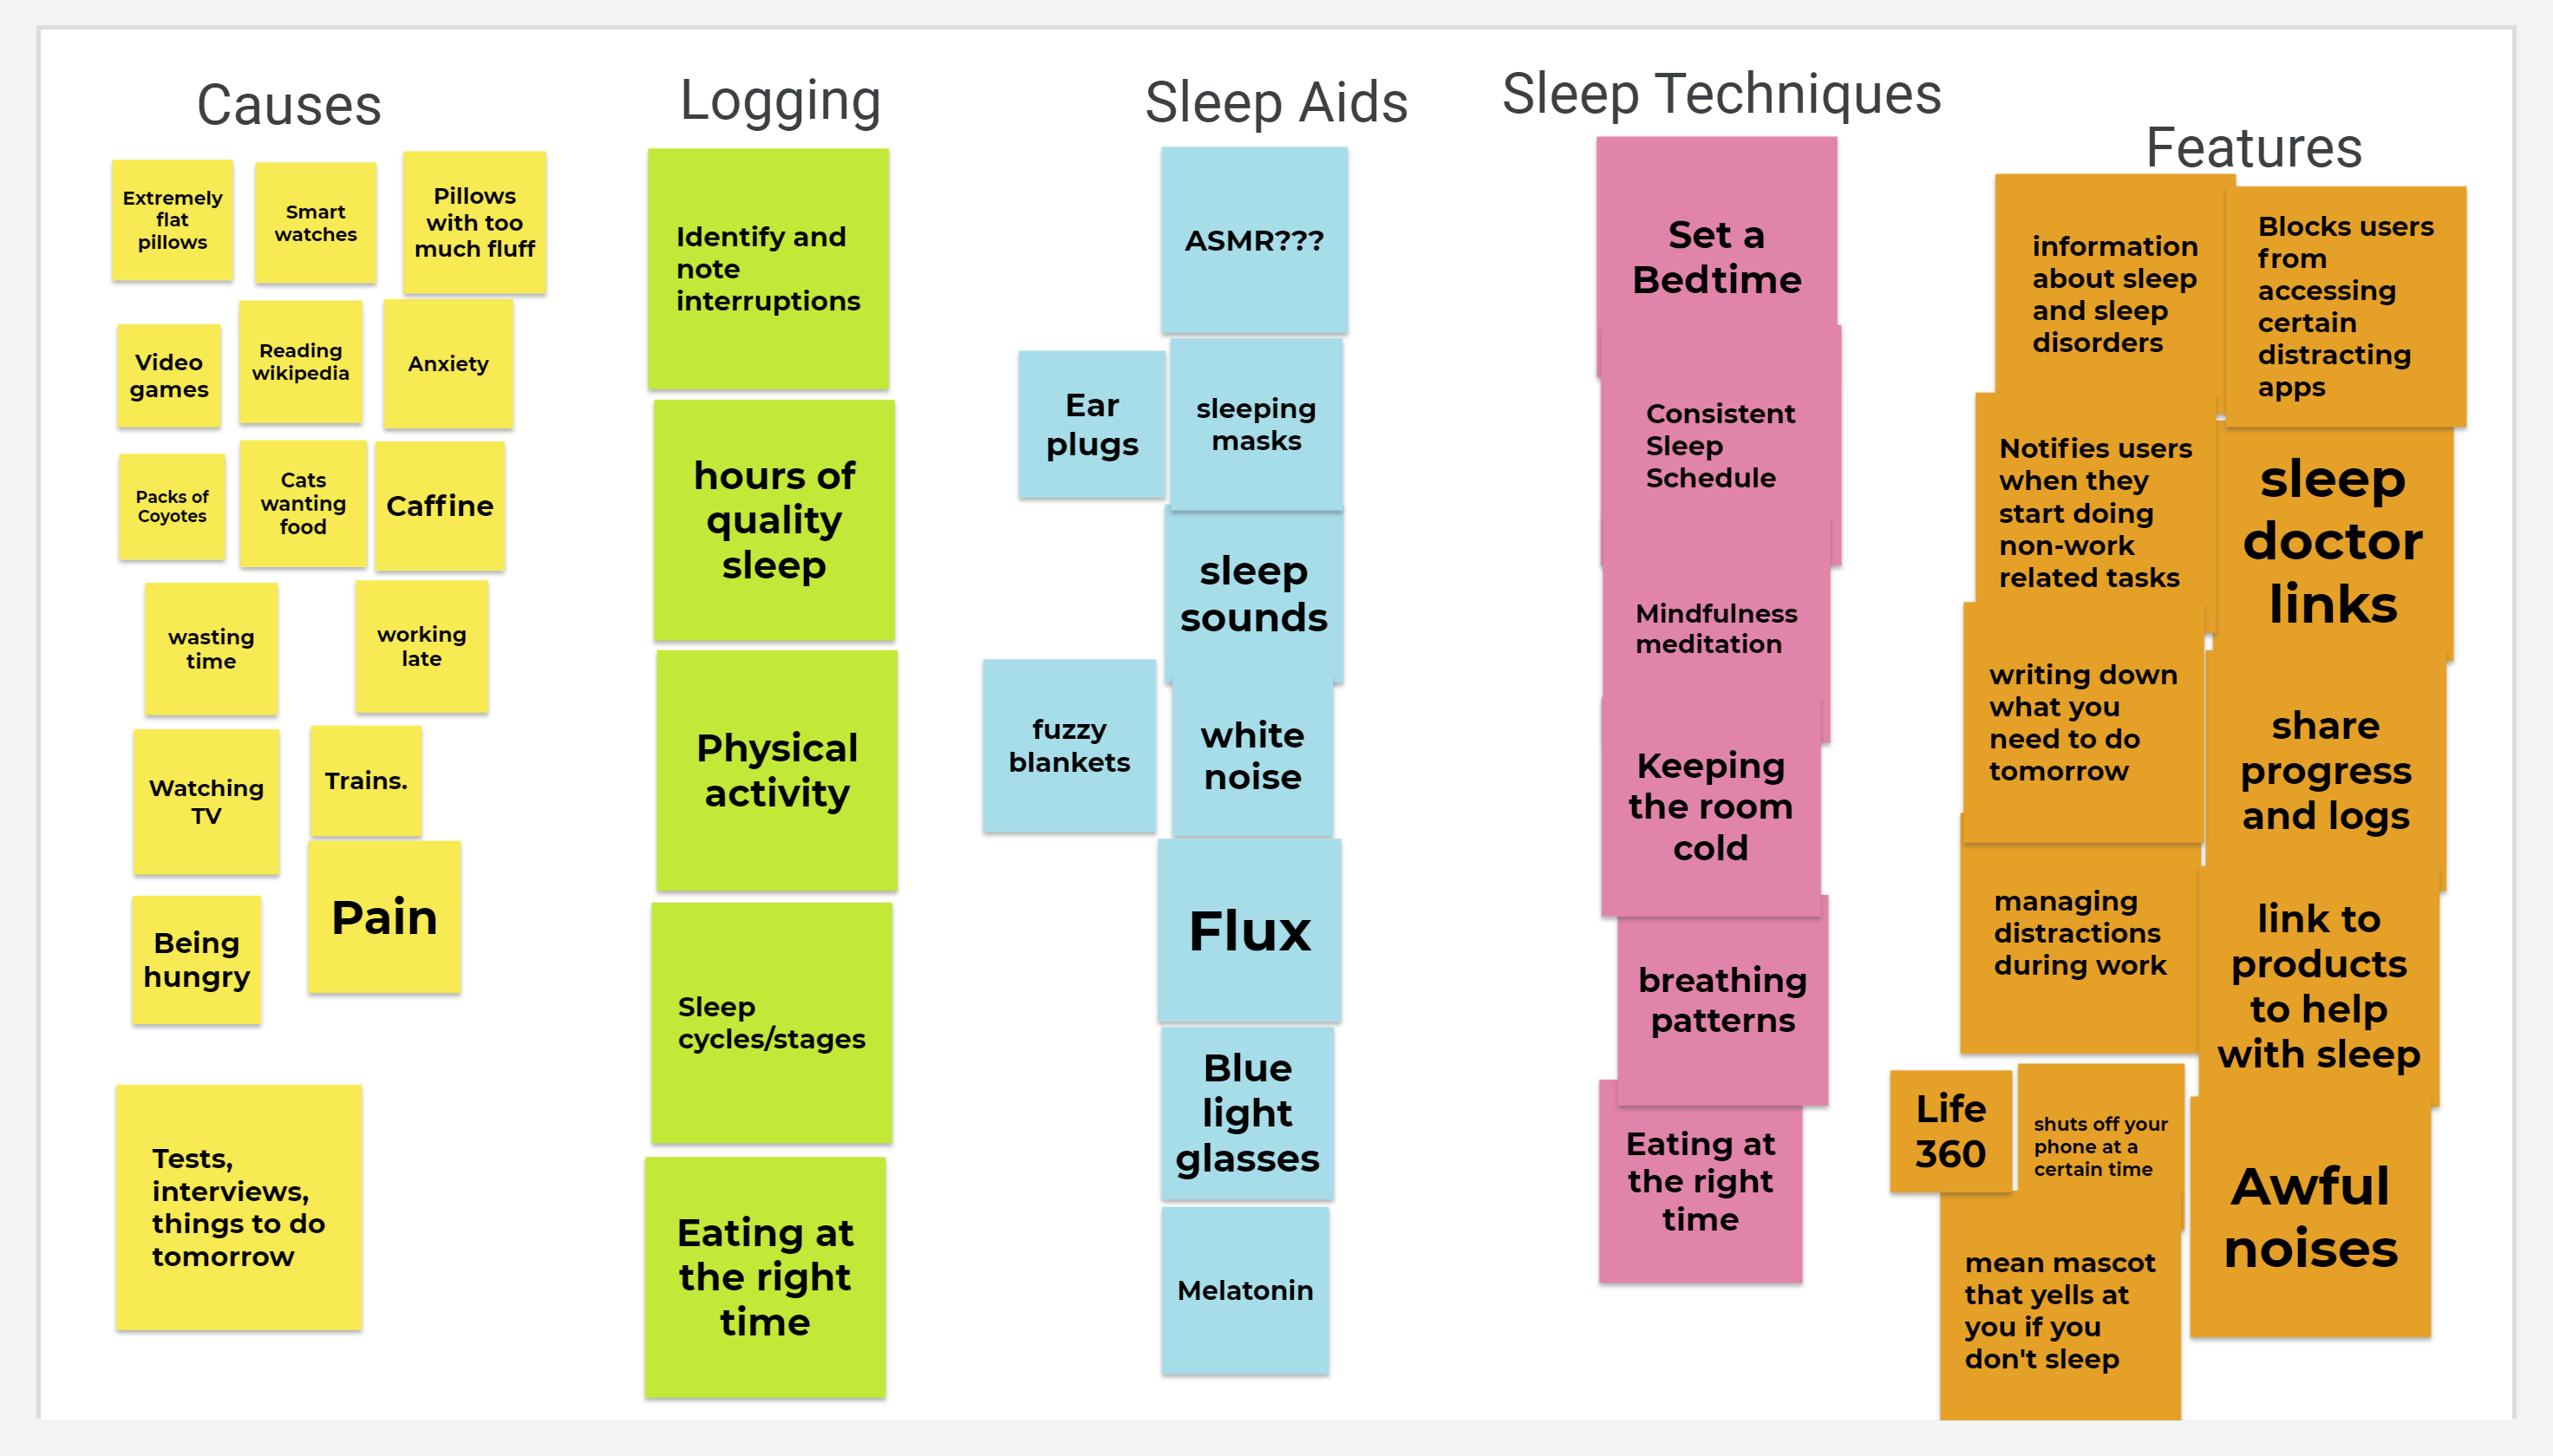 Causes
Extremely
flat
pillows
Smart
watches
Pillows
with too
much fluff
Video
games
Reading
wikipedia
Anxiety
Packs of
Coyotes
Cats
wanting
food
Caffine
wasting
time
working
late
Watching
TV
Trains.
Being
hungry
Pain
Tests,
interviews,
things to do
tomorrow
Logging
Identify and
note
interruptions
hours of
quality
sleep
Physical
activity
Sleep
cycles/stages
Eating at
the right
time
Sleep Aids
ASMR???
Ear
plugs
sleeping
masks
sleep
sounds
fuzzy
blankets
white
noise
Flux
Blue
light
glasses
Melatonin
Sleep Techniques
Set a
Bedtime
Consistent
Sleep
Schedule
Mindfulness
meditation
Keeping
the room
cold
breathing
patterns
Eating at
the right
time
Features
information
about sleep
and sleep
disorders
Blocks users
from
accessing
certain
distracting
apps
Notifies users
when they
start doing
non-work
related tasks
sleep
doctor
links
writing down
what you
need to do
tomorrow
share
progress
and logs
managing
distractions
during work
link to
products
to help
with sleep
Life
360
shuts off your
phone at a
certain time
Awful
noises
mean mascot
that yells at
you if you
don't sleep